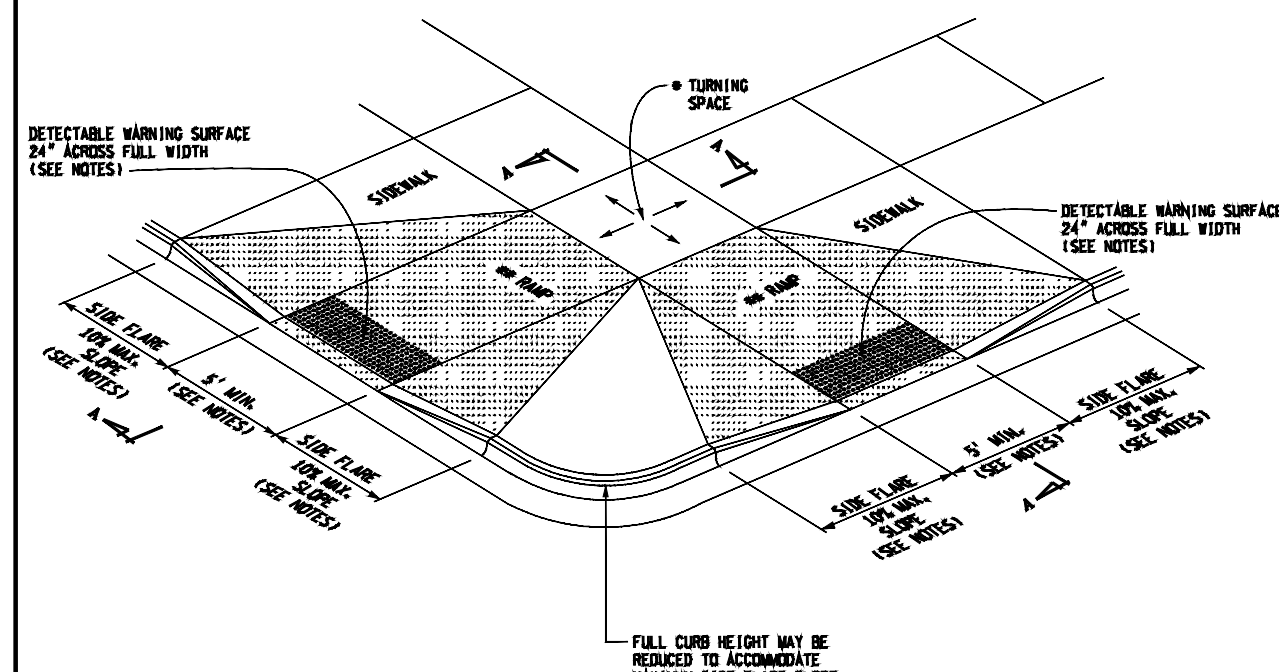 * TURNING
SPACE
DETECTABLE WARNING SURFACE
24" ACROSS FULL WIDTH
(SEE NOTES)
SIDEWALK
A
A
SIDEWALK
DETECTABLE WARNING SURFACE
24" ACROSS FULL WIDTH
(SEE NOTES)
** RAMP
** RAMP
SIDE FLARE
10% MAX.
SLOPE
(SEE NOTES)
5' MIN.
(SEE NOTES)
A
SIDE FLARE
10% MAX.
SLOPE
(SEE NOTES)
SIDE FLARE
10% MAX.
SLOPE
(SEE NOTES)
5' MIN.
(SEE NOTES)
A
SIDE FLARE
10% MAX.
SLOPE
(SEE NOTES)
FULL CURB HEIGHT MAY BE
REDUCED TO ACCOMMODATE